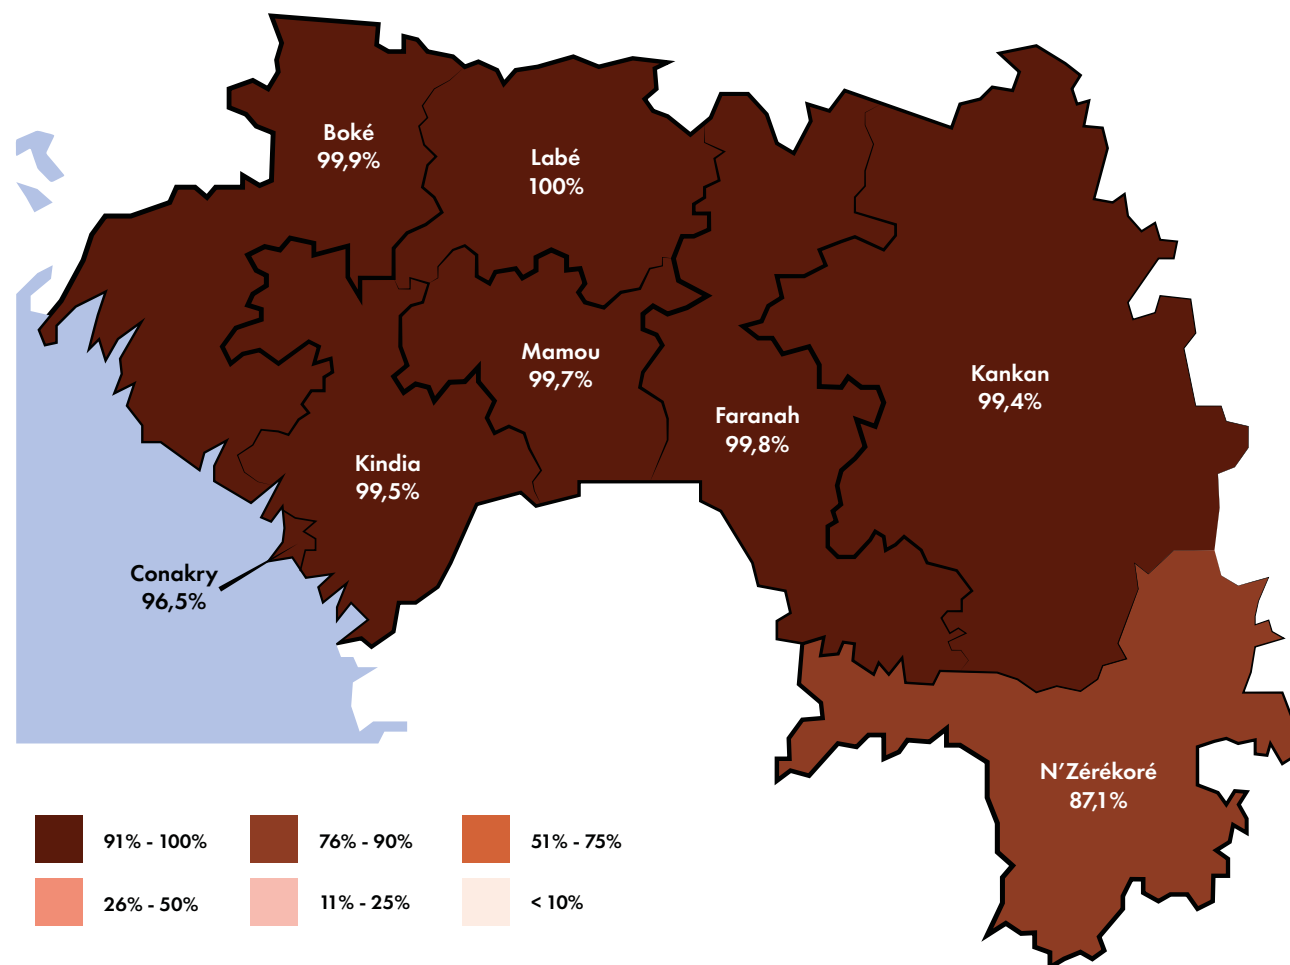 Boké
99,9%
Labé
100%
Mamou
99,7%
Kankan
99,4%
Faranah
99,8%
Kindia
99,5%
Conakry
96,5%
N’Zérékoré
87,1%
91% - 100%
76% - 90%
51% - 75%
26% - 50%
11% - 25%
< 10%